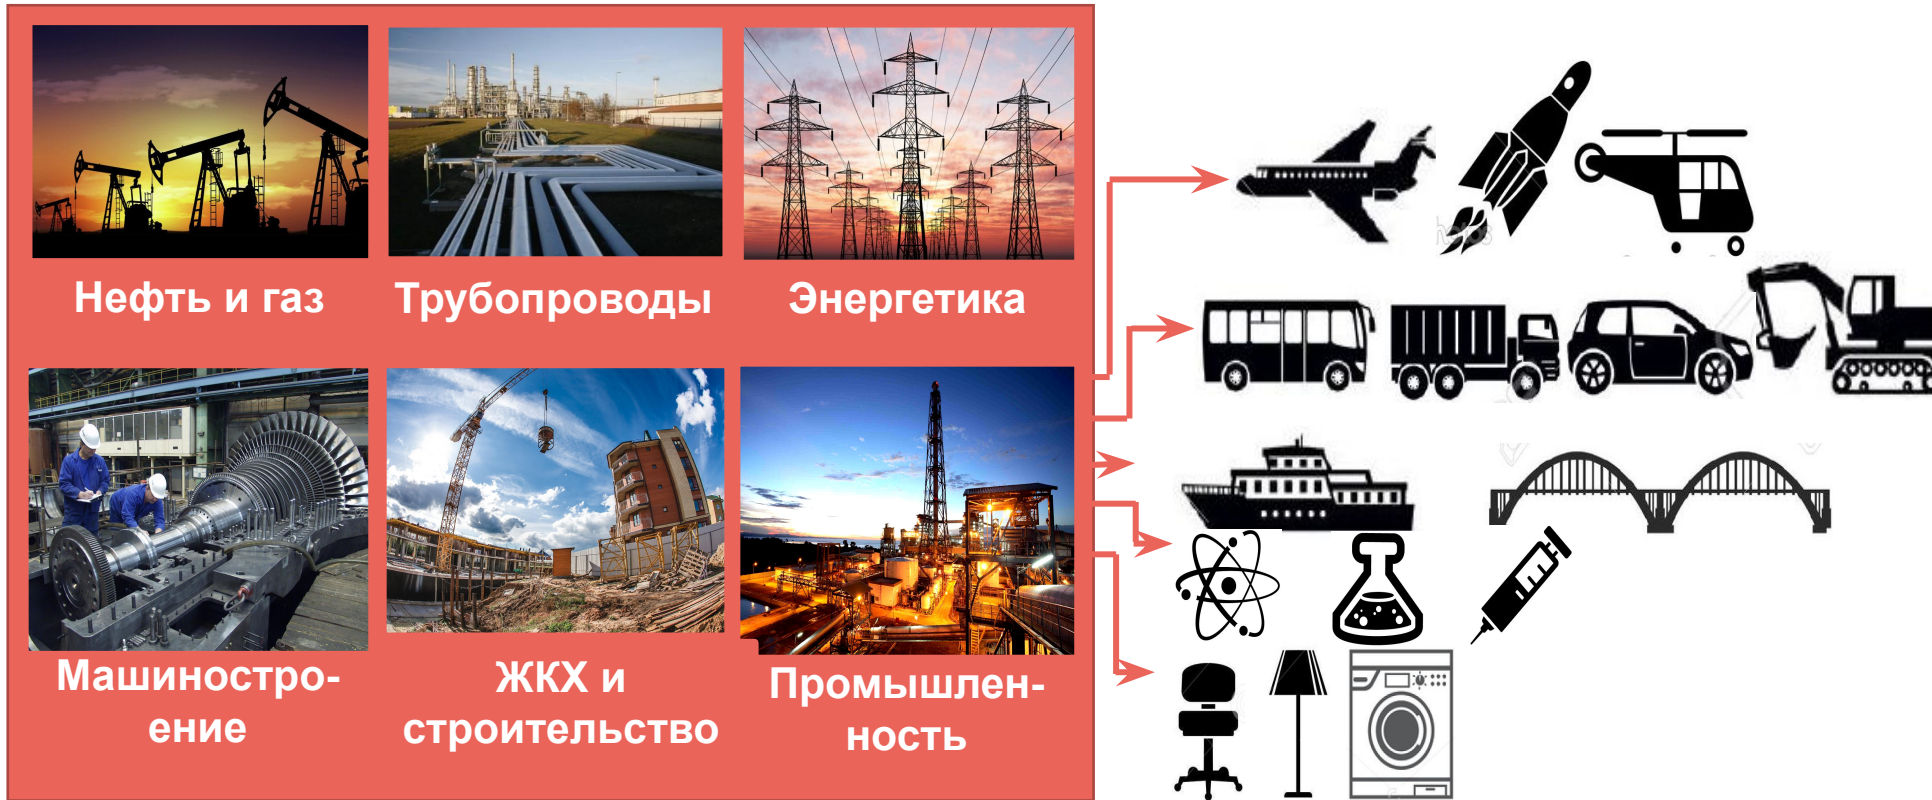 Нефть и газ
Трубопроводы
Энергетика
Машиностро-
ение
ЖКХ и
строительство
Промышлен-
ность